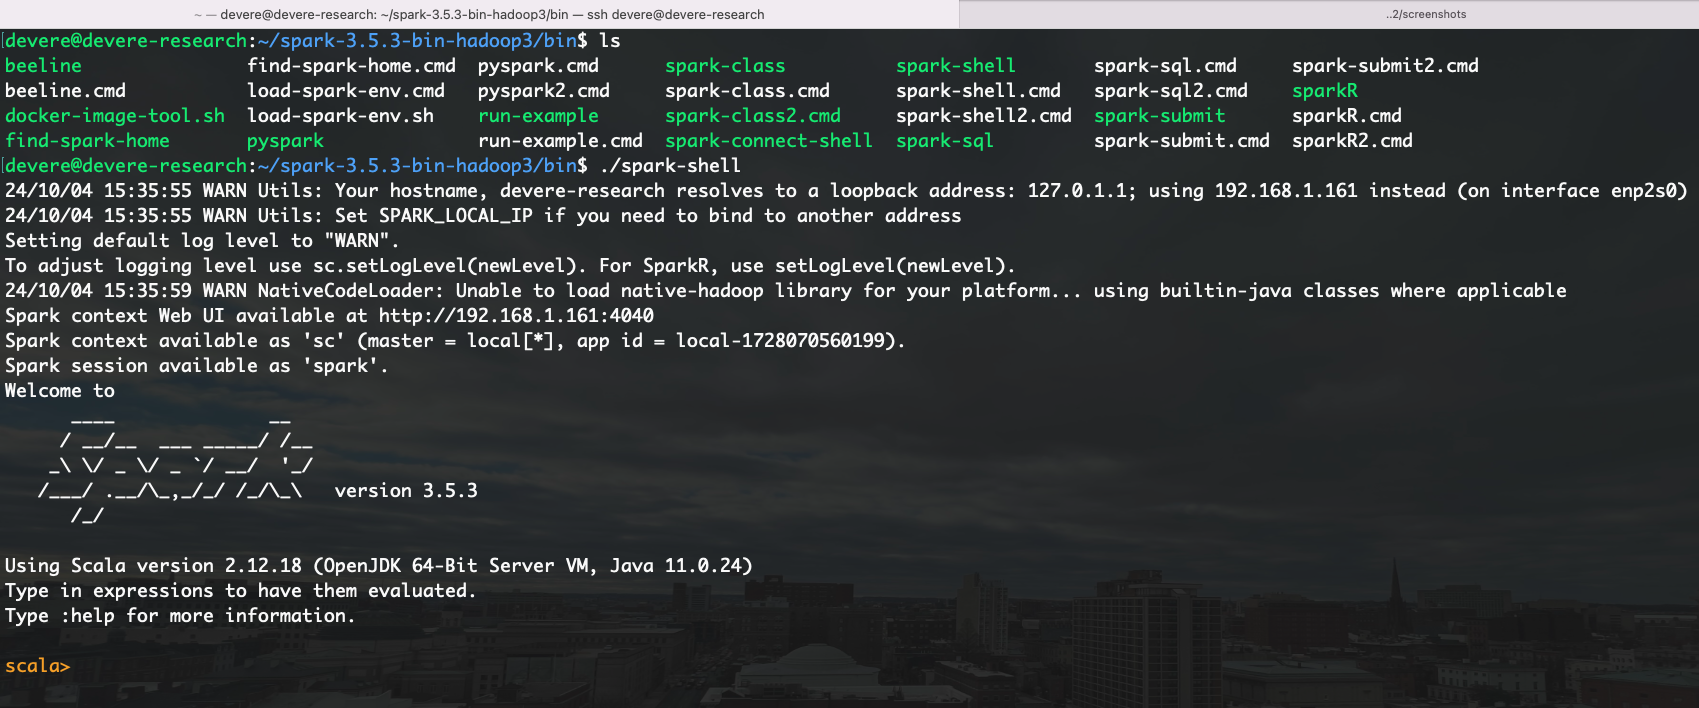 ~ — devere@devere-research: ~/spark-3.5.3-bin-hadoop3/bin — ssh devere@devere-research ..2/screenshots
[devere@devere-research:~/spark-3.5.3-bin-hadoop3/bin$ ls
beeline find-spark-home.cmd pyspark.cmd spark-class spark-shell spark-sql.cmd spark-submit2.cmd
beeline.cmd load-spark-env.cmd pyspark2.cmd spark-class.cmd spark-shell.cmd spark-sql2.cmd sparkR
docker-image-tool.sh load-spark-env.sh run-example spark-class2.cmd spark-shell2.cmd spark-submit sparkR.cmd
find-spark-home pyspark run-example.cmd spark-connect-shell spark-sql spark-submit.cmd sparkR2.cmd
[devere@devere-research:~/spark-3.5.3-bin-hadoop3/bin$ ./spark-shell
24/10/04 15:35:55 WARN Utils: Your hostname, devere-research resolves to a loopback address: 127.0.1.1; using 192.168.1.161 instead (on interface enp2s0)
24/10/04 15:35:55 WARN Utils: Set SPARK_LOCAL_IP if you need to bind to another address
Setting default log level to "WARN".
To adjust logging level use sc.setLogLevel(newLevel). For SparkR, use setLogLevel(newLevel).
24/10/04 15:35:59 WARN NativeCodeLoader: Unable to load native-hadoop library for your platform... using builtin-java classes where applicable
Spark context Web UI available at http://192.168.1.161:4040
Spark context available as 'sc' (master = local[*], app id = local-1728070560199).
Spark session available as 'spark'.
Welcome to
      ____              __
     / __/__  ___ _____/ /__
    _\ \/ _ \/ _ `/ __/  '_/
   /___/ .__/\_,_/_/ /_/\_\   version 3.5.3
      /_/
Using Scala version 2.12.18 (OpenJDK 64-Bit Server VM, Java 11.0.24)
Type in expressions to have them evaluated.
Type :help for more information.
scala>